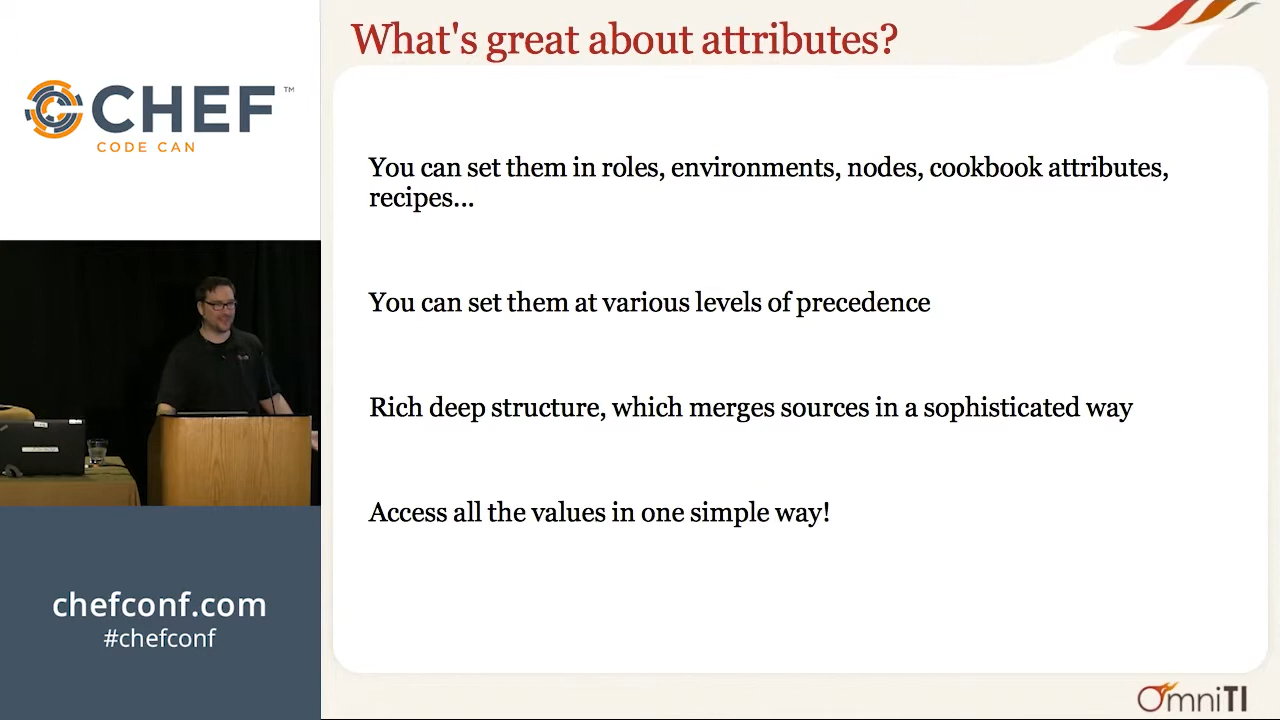 What's great about attributes?
CHEF™
CODE CAN
You can set them in roles, environments, nodes, cookbook attributes,
recipes...
You can set them at various levels of precedence
Rich deep structure, which merges sources in a sophisticated way
Access all the values in one simple way!
chefconf.com
#chefconf
OmniTI